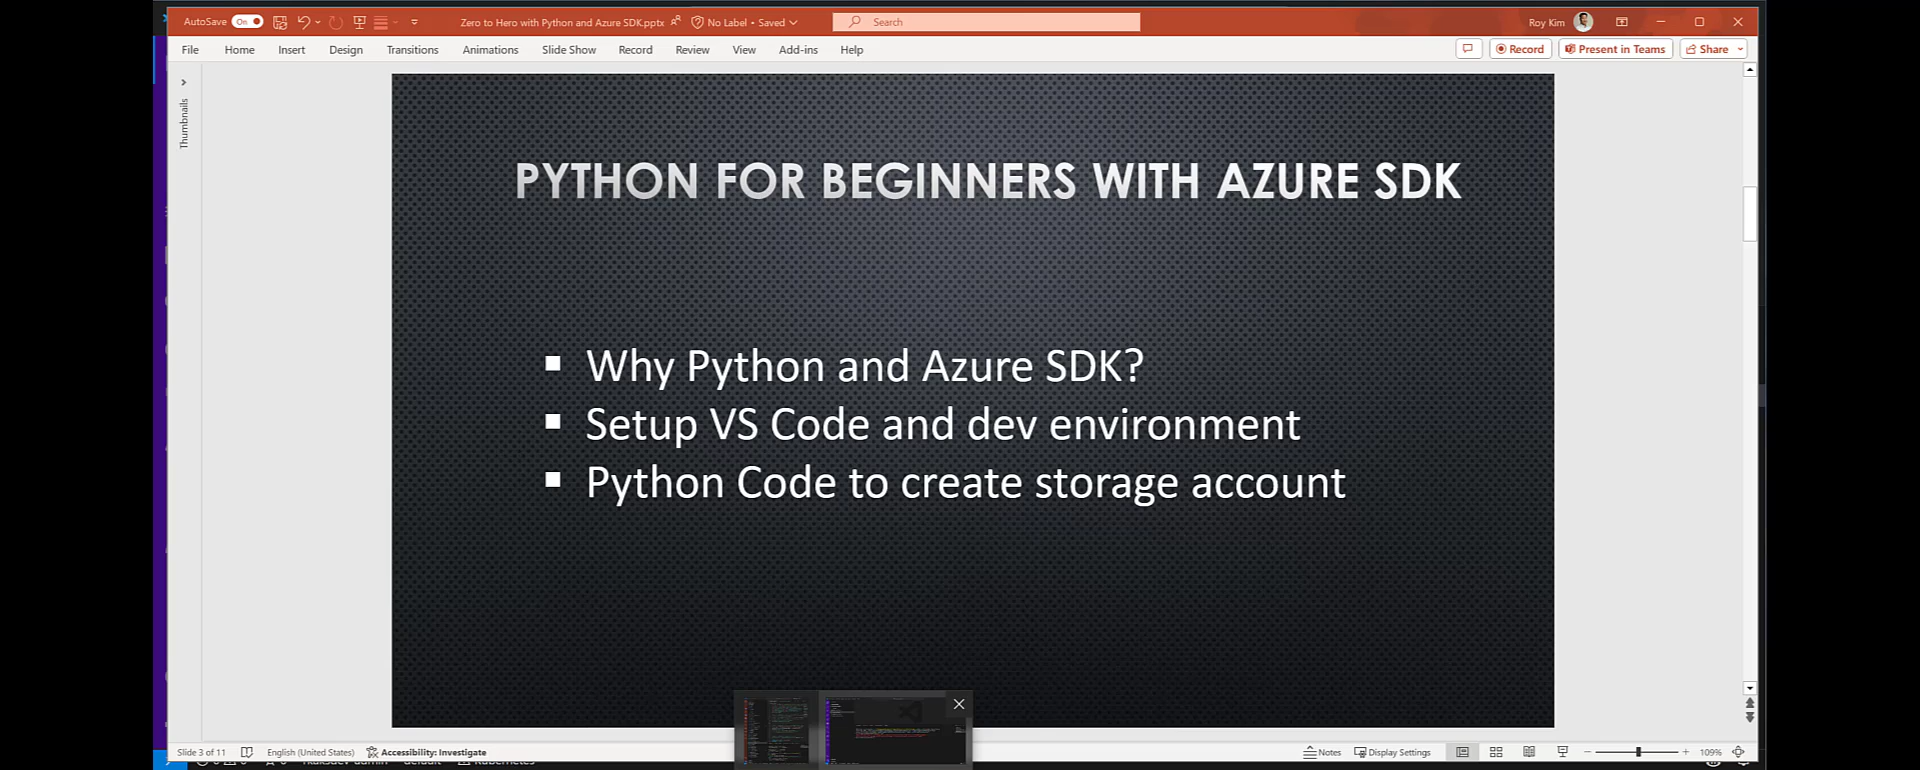 AutoSave On Zero to Hero with Python and Azure SDK.pptx No Label • Saved Search Roy Kim
File Home Insert Design Transitions Animations Slide Show Record Review View Add-ins Help Record Present in Teams Share
Thumbnails
PYTHON FOR BEGINNERS WITH AZURE SDK
Why Python and Azure SDK?
Setup VS Code and dev environment
Python Code to create storage account
Slide 3 of 11 English (United States) Accessibility: Investigate Notes Display Settings 109%